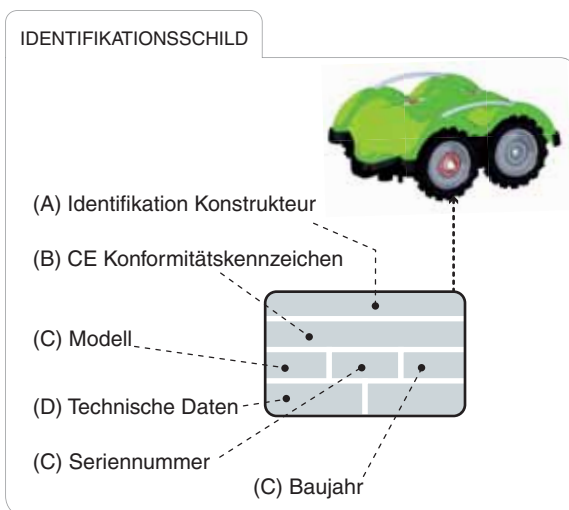 IDENTIFIKATIONSSCHILD
(A) Identifikation Konstrukteur
(B) CE Konformitätskennzeichen
(C) Modell
(D) Technische Daten
(C) Seriennummer
(C) Baujahr